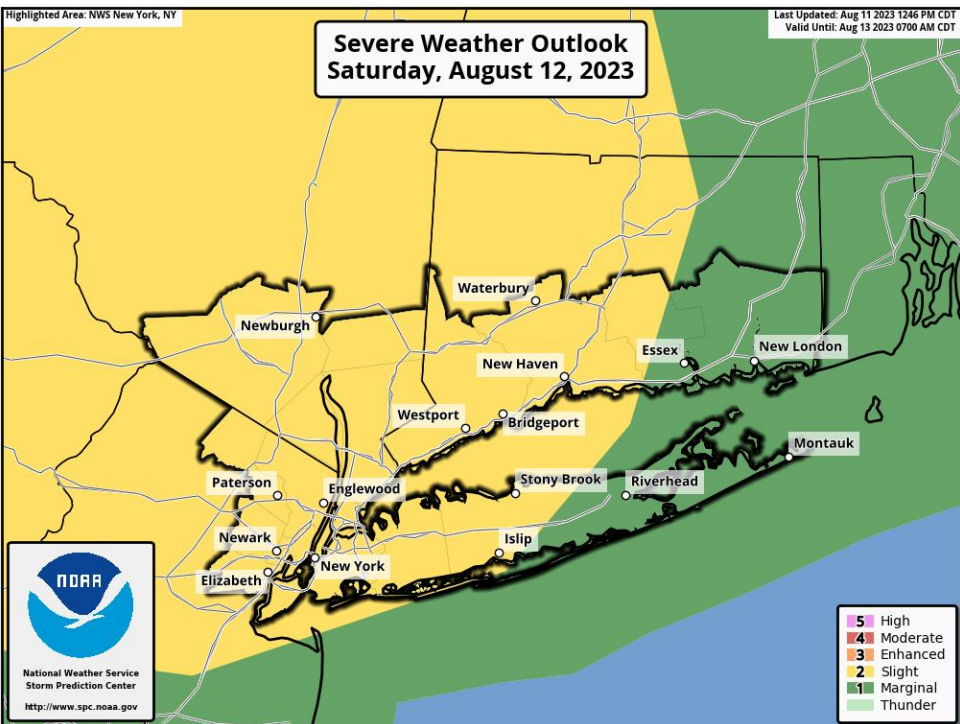 Highlighted Area: NWS New York, NY
Last Updated: Aug 11 2023 1246 PM CDT
Valid Until: Aug 13 2023 0700 AM CDT
Severe Weather Outlook
Saturday, August 12, 2023
Waterbury
Newburgh
New London
Essex
New Haven
Westport
Bridgeport
Montauk
Stony Brook
Riverhead
Paterson
Englewood
Newark
Islip
New York
Elizabeth
NOAA
National Weather Service
Storm Prediction Center
http://www.spc.noaa.gov
5 High
4 Moderate
3 Enhanced
2 Slight
1 Marginal
Thunder